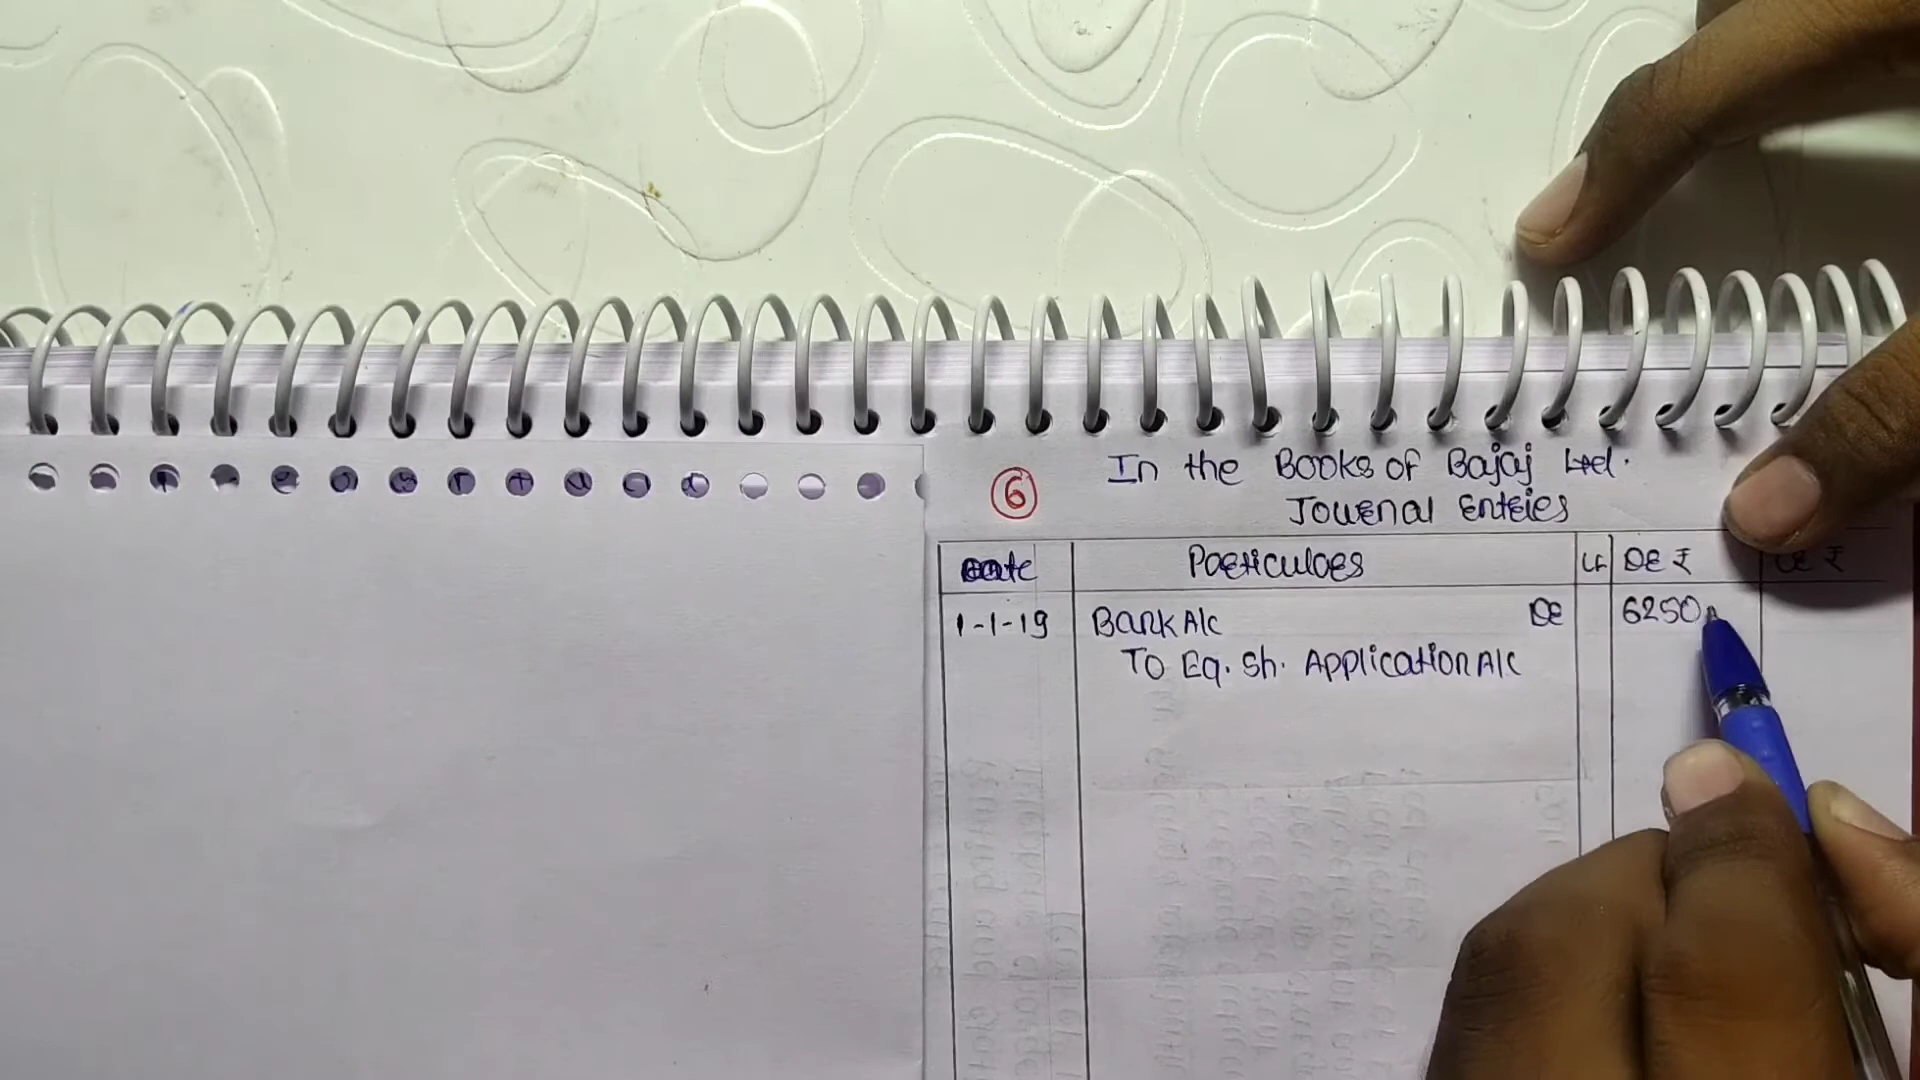 6
In the Books of Bajaj Ltd.
Journal Entries
Date Particulars LF Dr ₹ Cr ₹
1-1-19 Bank A/c Dr 6250
To Eq. Sh. Application A/c